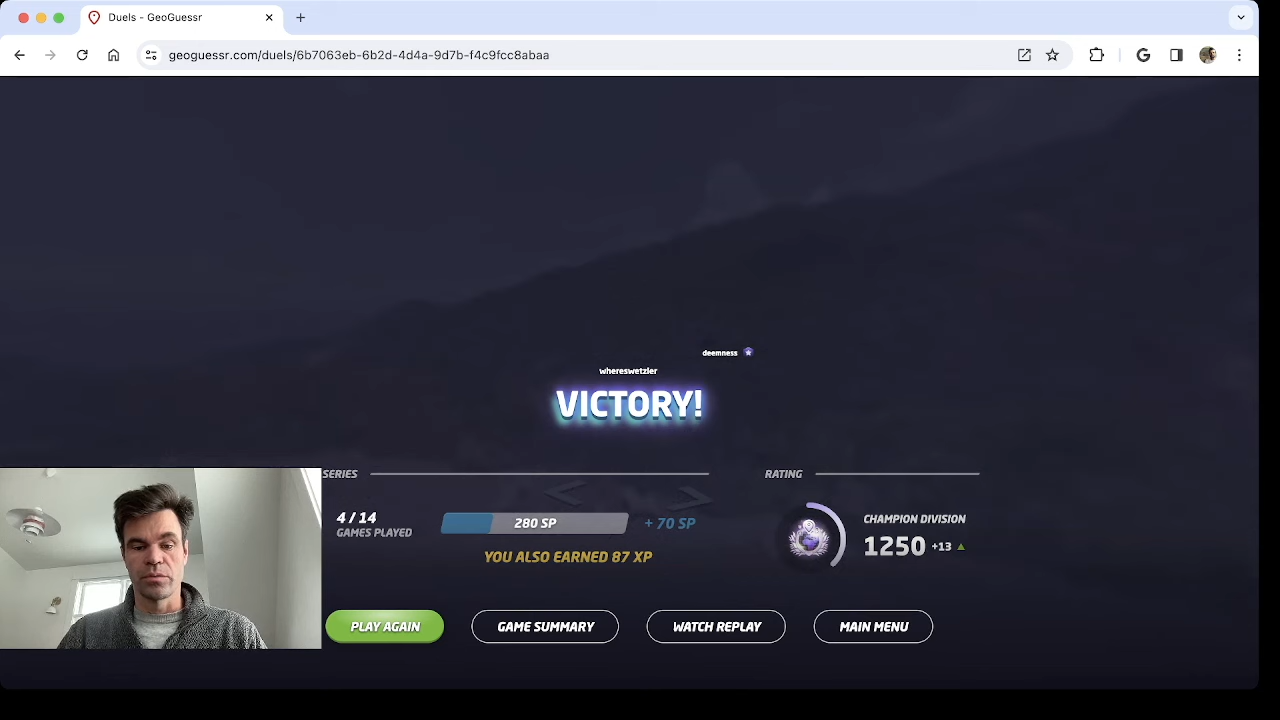 Duels - GeoGuessr
geoguessr.com/duels/6b7063eb-6b2d-4d4a-9d7b-f4c9fcc8abaa
deemness
whereswetzler
VICTORY!
SERIES
RATING
4 / 14
GAMES PLAYED
280 SP
+ 70 SP
YOU ALSO EARNED 87 XP
CHAMPION DIVISION
1250 +13
PLAY AGAIN
GAME SUMMARY
WATCH REPLAY
MAIN MENU